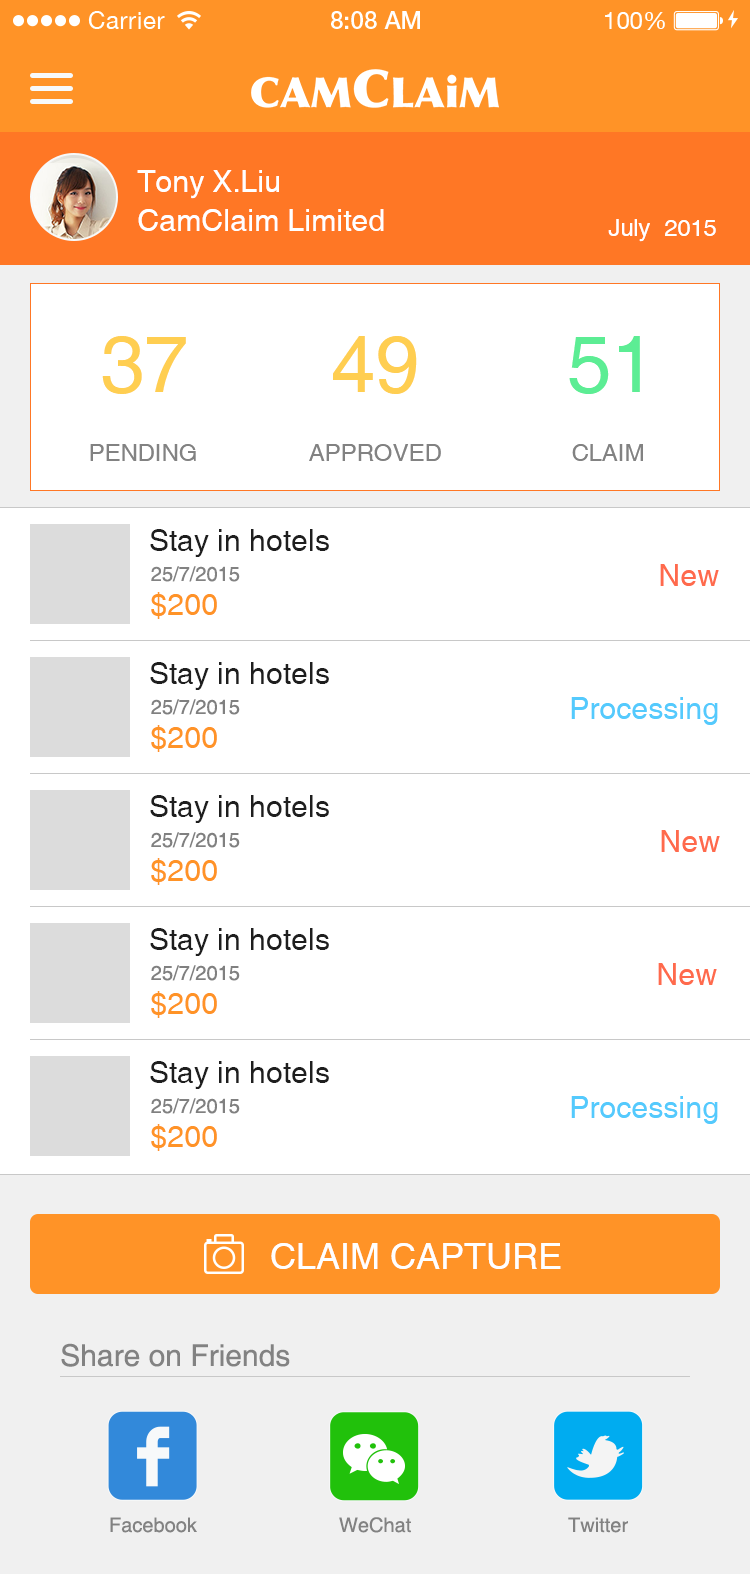 Carrier 8:08 AM 100%
CAMCLAiM
Tony X.Liu
CamClaim Limited
July 2015
37 49 51
PENDING APPROVED CLAIM
Stay in hotels
25/7/2015
$200
New
Stay in hotels
25/7/2015
$200
Processing
Stay in hotels
25/7/2015
$200
New
Stay in hotels
25/7/2015
$200
New
Stay in hotels
25/7/2015
$200
Processing
CLAIM CAPTURE
Share on Friends
Facebook WeChat Twitter